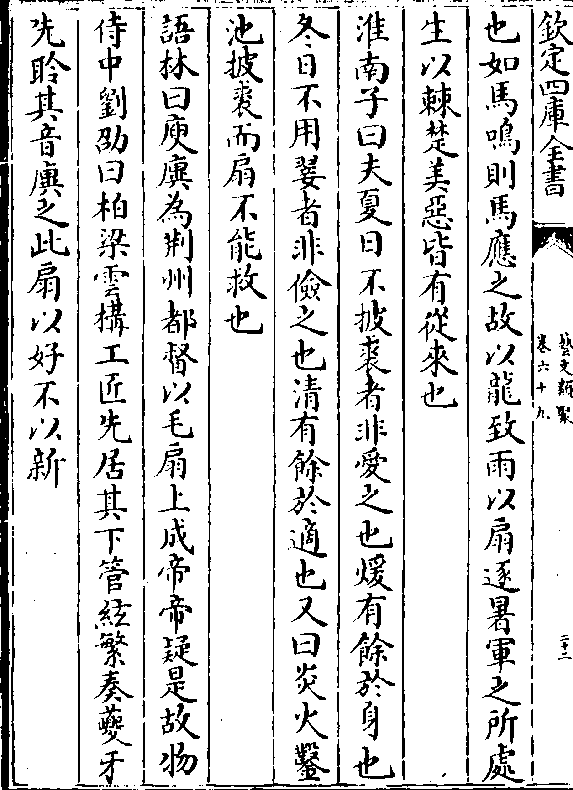 欽定四庫全書
藝文類聚
卷六十九
二十二
也如馬鳴則馬應之故以龍致雨以扇逐暑軍之所處
生以棘楚美惡皆有從來也
淮南子曰夫夏日不披裘者非愛之也煖有餘於身也
冬日不用翣者非儉之也清有餘於適也又曰炎火鑿
池披裘而扇不能救也
語林曰庾廙為荆州都督以毛扇上成帝帝疑是故物
侍中劉劭曰柏梁雲構工匠先居其下管絃繁奏夔牙
先聆其音廙之此扇以好不以新